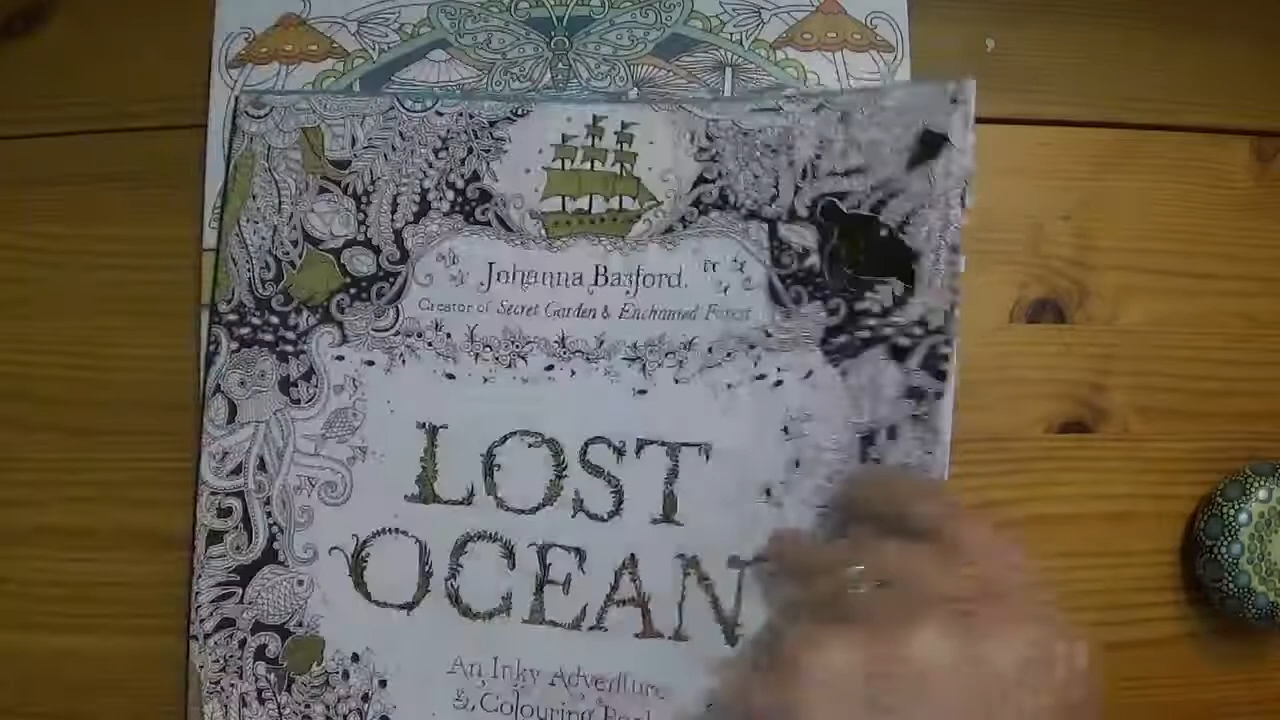 Johanna Basford
Creator of Secret Garden & Enchanted Forest
LOST
OCEAN
An Inky Adventure
& Colouring Book